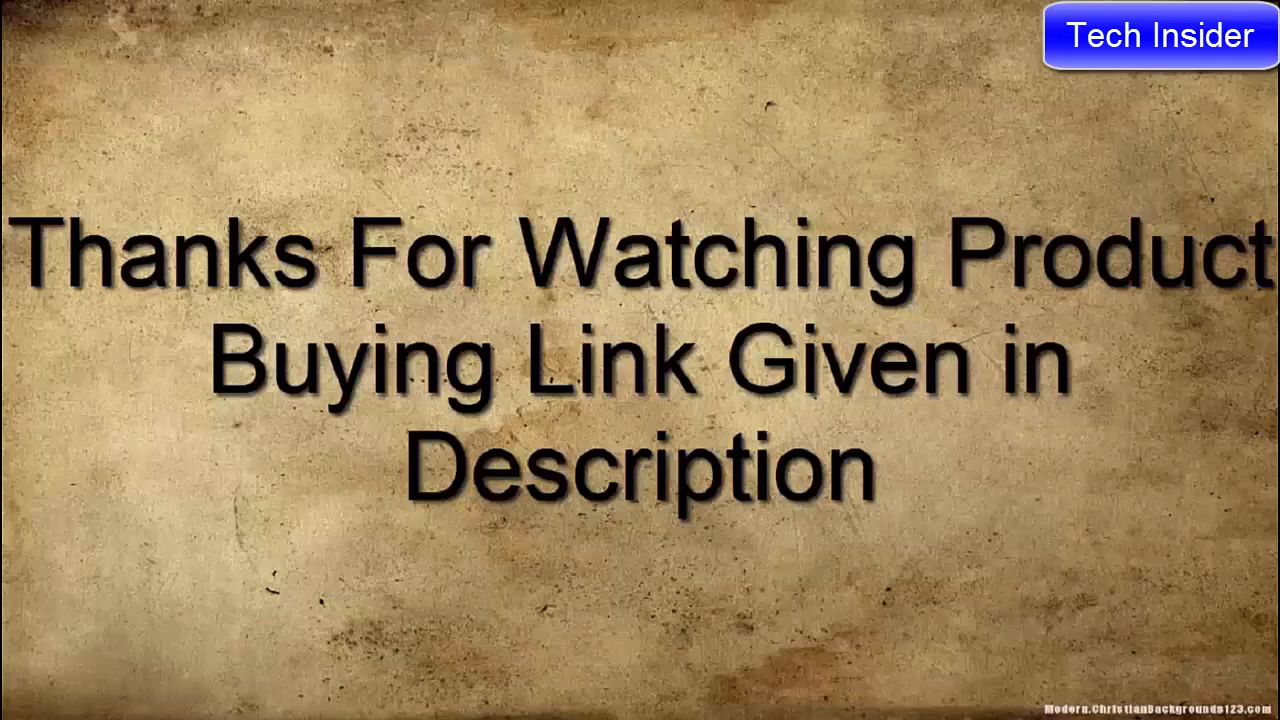 Tech Insider
Thanks For Watching Product
Buying Link Given in
Description
Modern.ChristianBackgrounds123.com